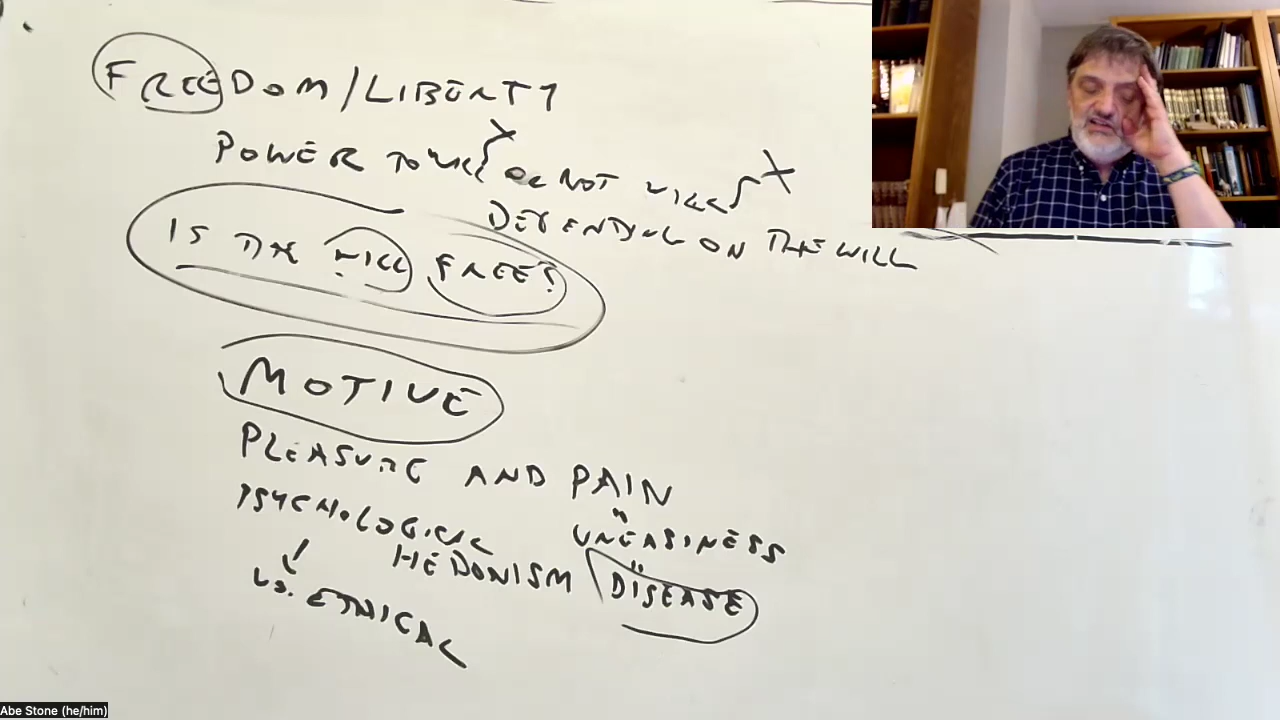 FREEDOM/LIBERTY
POWER TO WILL X OR NOT WILL X
DEPENDING ON THE WILL
IS THE WILL FREE?
MOTIVE
PLEASURE AND PAIN
"
UNEASINESS
"
DISEASE
PSYCHOLOGICAL
HEDONISM
VS. ETHICAL
Abe Stone (he/him)